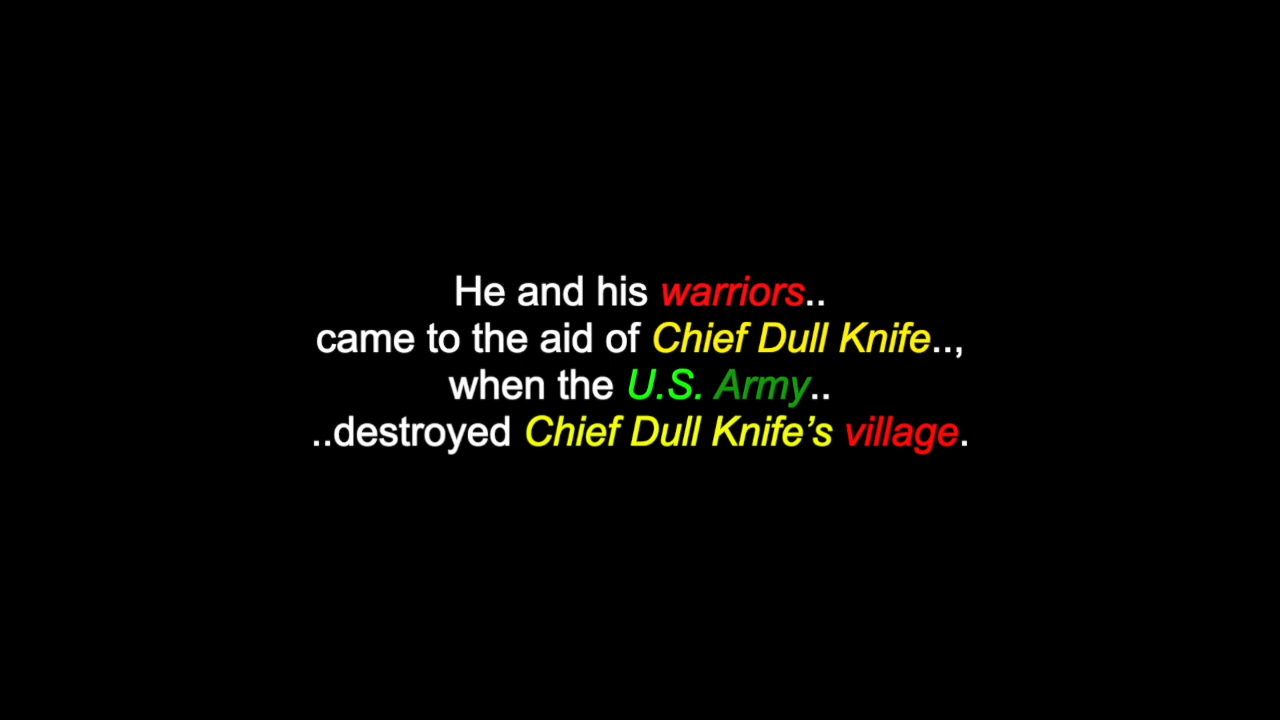 He and his warriors..
came to the aid of Chief Dull Knife..,
when the U.S. Army..
..destroyed Chief Dull Knife’s village.